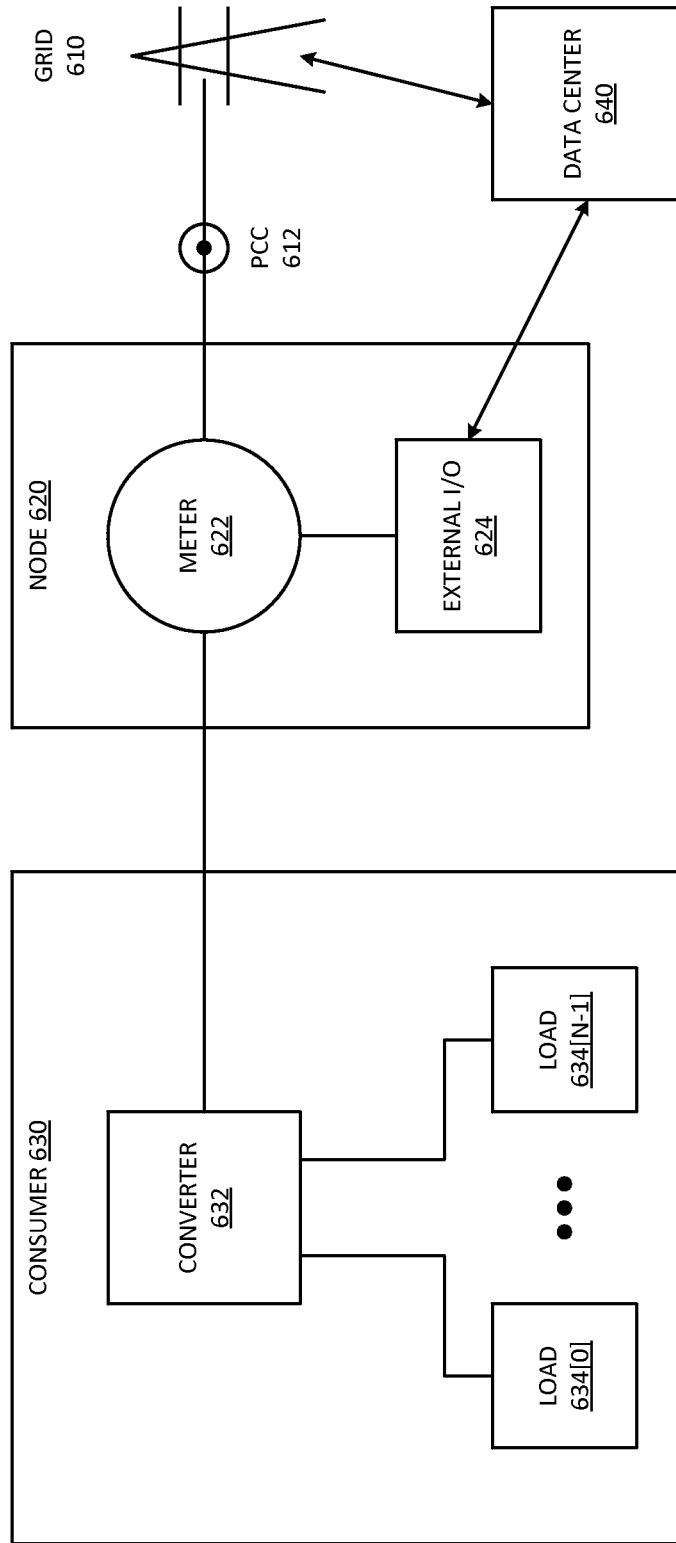 CONSUMER 630
CONVERTER
632
LOAD
634[0]
LOAD
634[N-1]
NODE 620
METER
622
EXTERNAL I/O
624
PCC
612
GRID
610
DATA CENTER
640